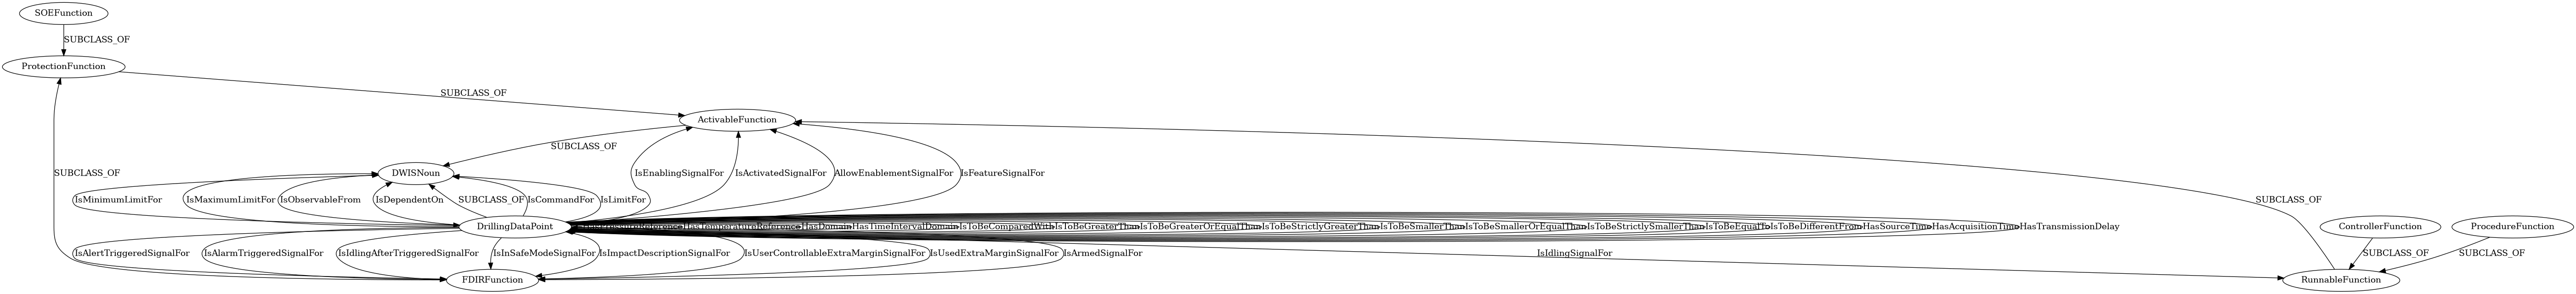 SOEFunction
SUBCLASS_OF
ProtectionFunction
SUBCLASS_OF
ActivableFunction
SUBCLASS_OF
DWISNoun
SUBCLASS_OF
IsEnablingSignalFor
IsActivatedSignalFor
AllowEnablementSignalFor
IsFeatureSignalFor
IsMinimumLimitFor
IsMaximumLimitFor
IsObservableFrom
IsDependentOn
SUBCLASS_OF
IsCommandFor
IsLimitFor
SUBCLASS_OF
DrillingDataPoint
HasTemperatureReference
HasDomain
HasTimeIntervalDomain
IsToBeComparedWith
IsToBeGreaterThan
IsToBeGreaterOrEqualThan
IsToBeStrictlyGreaterThan
IsToBeSmallerThan
IsToBeSmallerOrEqualThan
IsToBeStrictlySmallerThan
IsToBeEqualTo
IsToBeDifferentFrom
HasSourceTime
HasAcquisitionTime
HasTransmissionDelay
ControllerFunction
ProcedureFunction
IsAlertTriggeredSignalFor
IsAlarmTriggeredSignalFor
IsIdlingAfterTriggeredSignalFor
IsInSafeModeSignalFor
IsImpactDescriptionSignalFor
IsUserControllableExtraMarginSignalFor
IsUsedExtraMarginSignalFor
IsArmedSignalFor
IsIdlingSignalFor
SUBCLASS_OF
SUBCLASS_OF
FDIRFunction
RunnableFunction